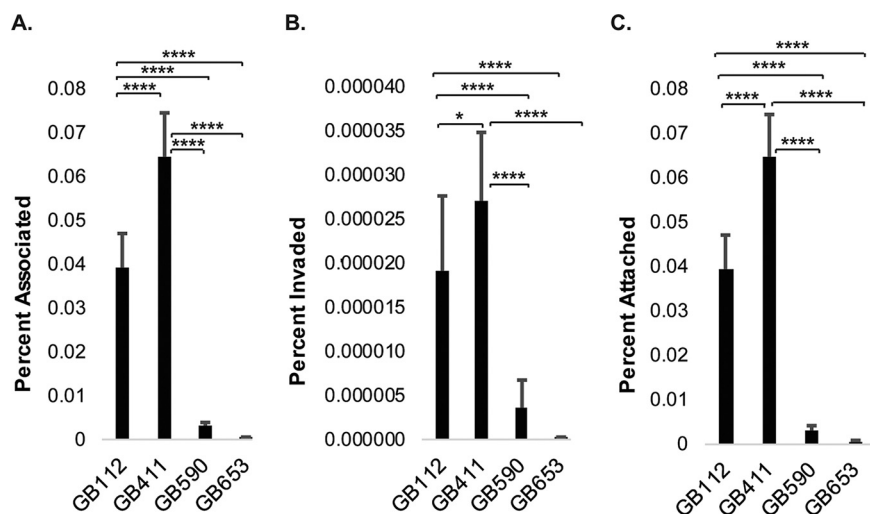 A.
Percent Associated
0.08
0.07
0.06
0.05
0.04
0.03
0.02
0.01
0
****
****
****
****
****
GB112
GB411
GB590
GB653
B.
Percent Invaded
0.000040
0.000035
0.000030
0.000025
0.000020
0.000015
0.000010
0.000005
0.000000
****
****
*
****
****
GB112
GB411
GB590
GB653
C.
Percent Attached
0.08
0.07
0.06
0.05
0.04
0.03
0.02
0.01
0
****
****
****
****
****
GB112
GB411
GB590
GB653